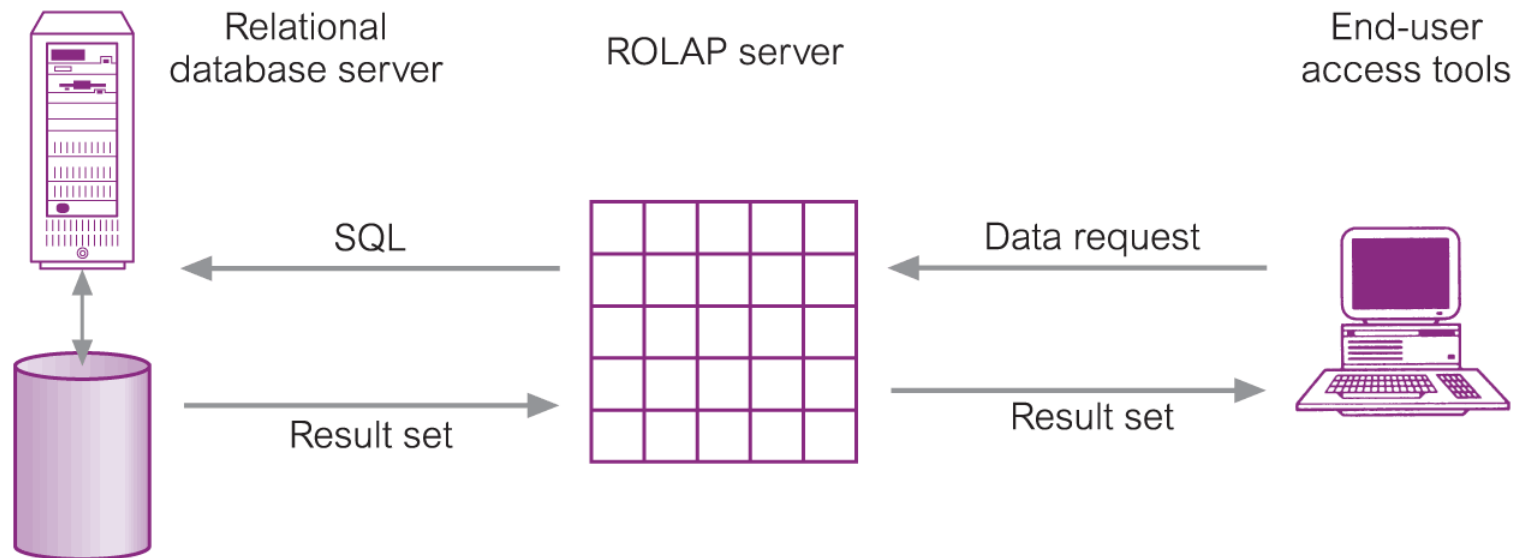 Relational
database server
ROLAP server
End-user
access tools
SQL
Data request
Result set
Result set